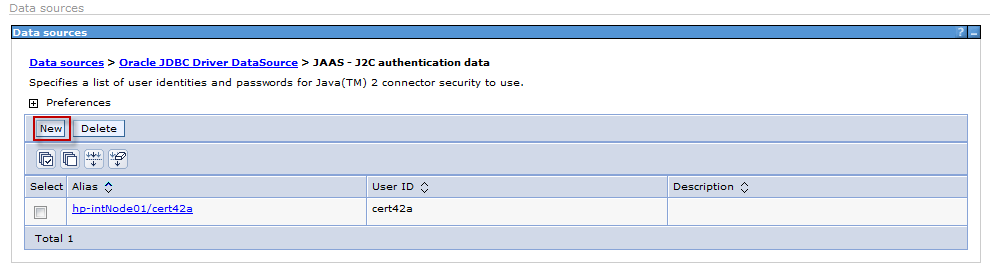 Data sources
Data sources ? _
Data sources > Oracle JDBC Driver DataSource > JAAS - J2C authentication data
Specifies a list of user identities and passwords for Java(TM) 2 connector security to use.
+ Preferences
New Delete
Select Alias User ID Description
hp-intNode01/cert42a cert42a
Total 1